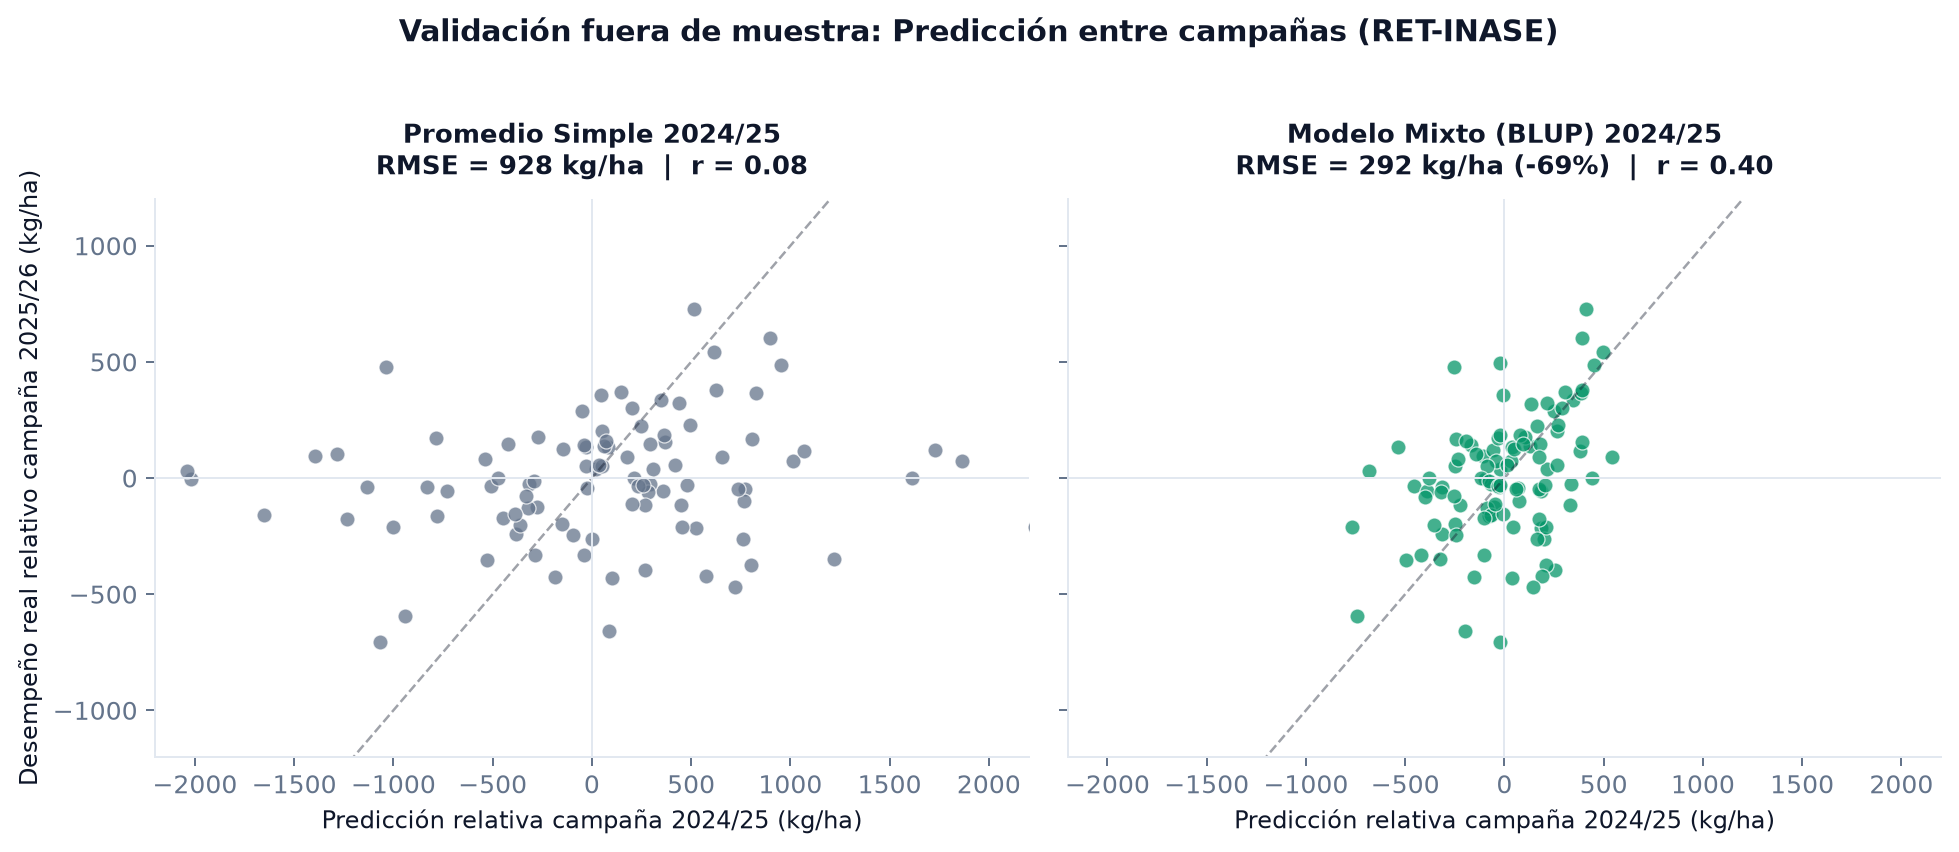 Validación fuera de muestra: Predicción entre campañas (RET-INASE)
Promedio Simple 2024/25
RMSE = 928 kg/ha | r = 0.08
Modelo Mixto (BLUP) 2024/25
RMSE = 292 kg/ha (-69%) | r = 0.40
Desempeño real relativo campaña 2025/26 (kg/ha)
1000
500
0
−500
−1000
−2000 −1500 −1000 −500 0 500 1000 1500 2000
−2000 −1500 −1000 −500 0 500 1000 1500 2000
Predicción relativa campaña 2024/25 (kg/ha)
Predicción relativa campaña 2024/25 (kg/ha)